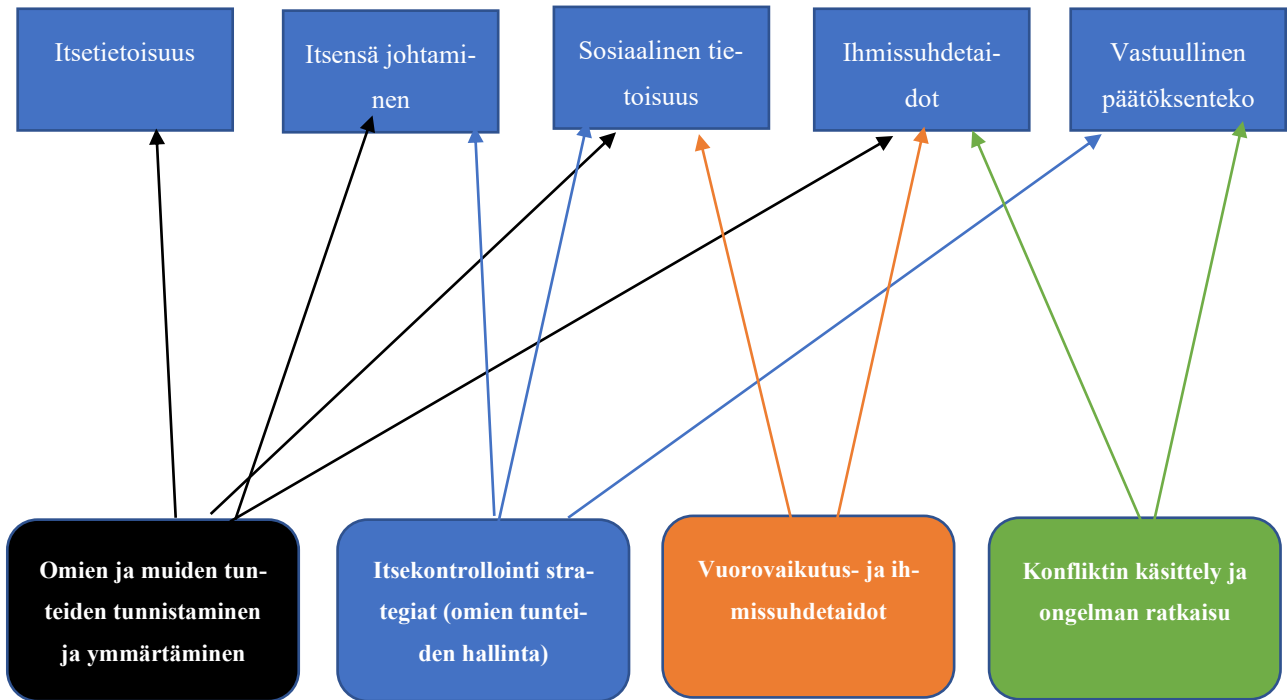 Itsetietoisuus
Itsensä johtami-
nen
Sosiaalinen tie-
toisuus
Ihmissuhdetai-
dot
Vastuullinen
päätöksenteko
Omien ja muiden tun-
teiden tunnistaminen
ja ymmärtäminen
Itsekontrollointi stra-
tegiat (omien tuntei-
den hallinta)
Vuorovaikutus- ja ih-
missuhdetaidot
Konfliktin käsittely ja
ongelman ratkaisu